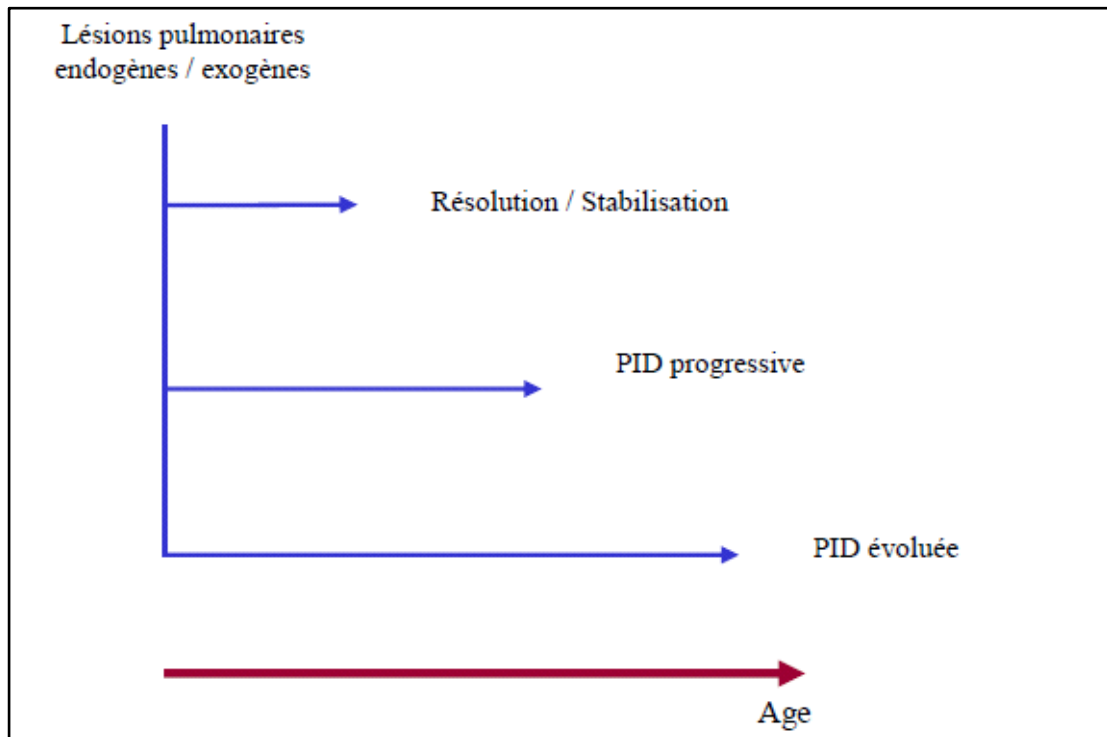 Lésions pulmonaires
endogènes / exogènes
Résolution / Stabilisation
PID progressive
PID évoluée
Age